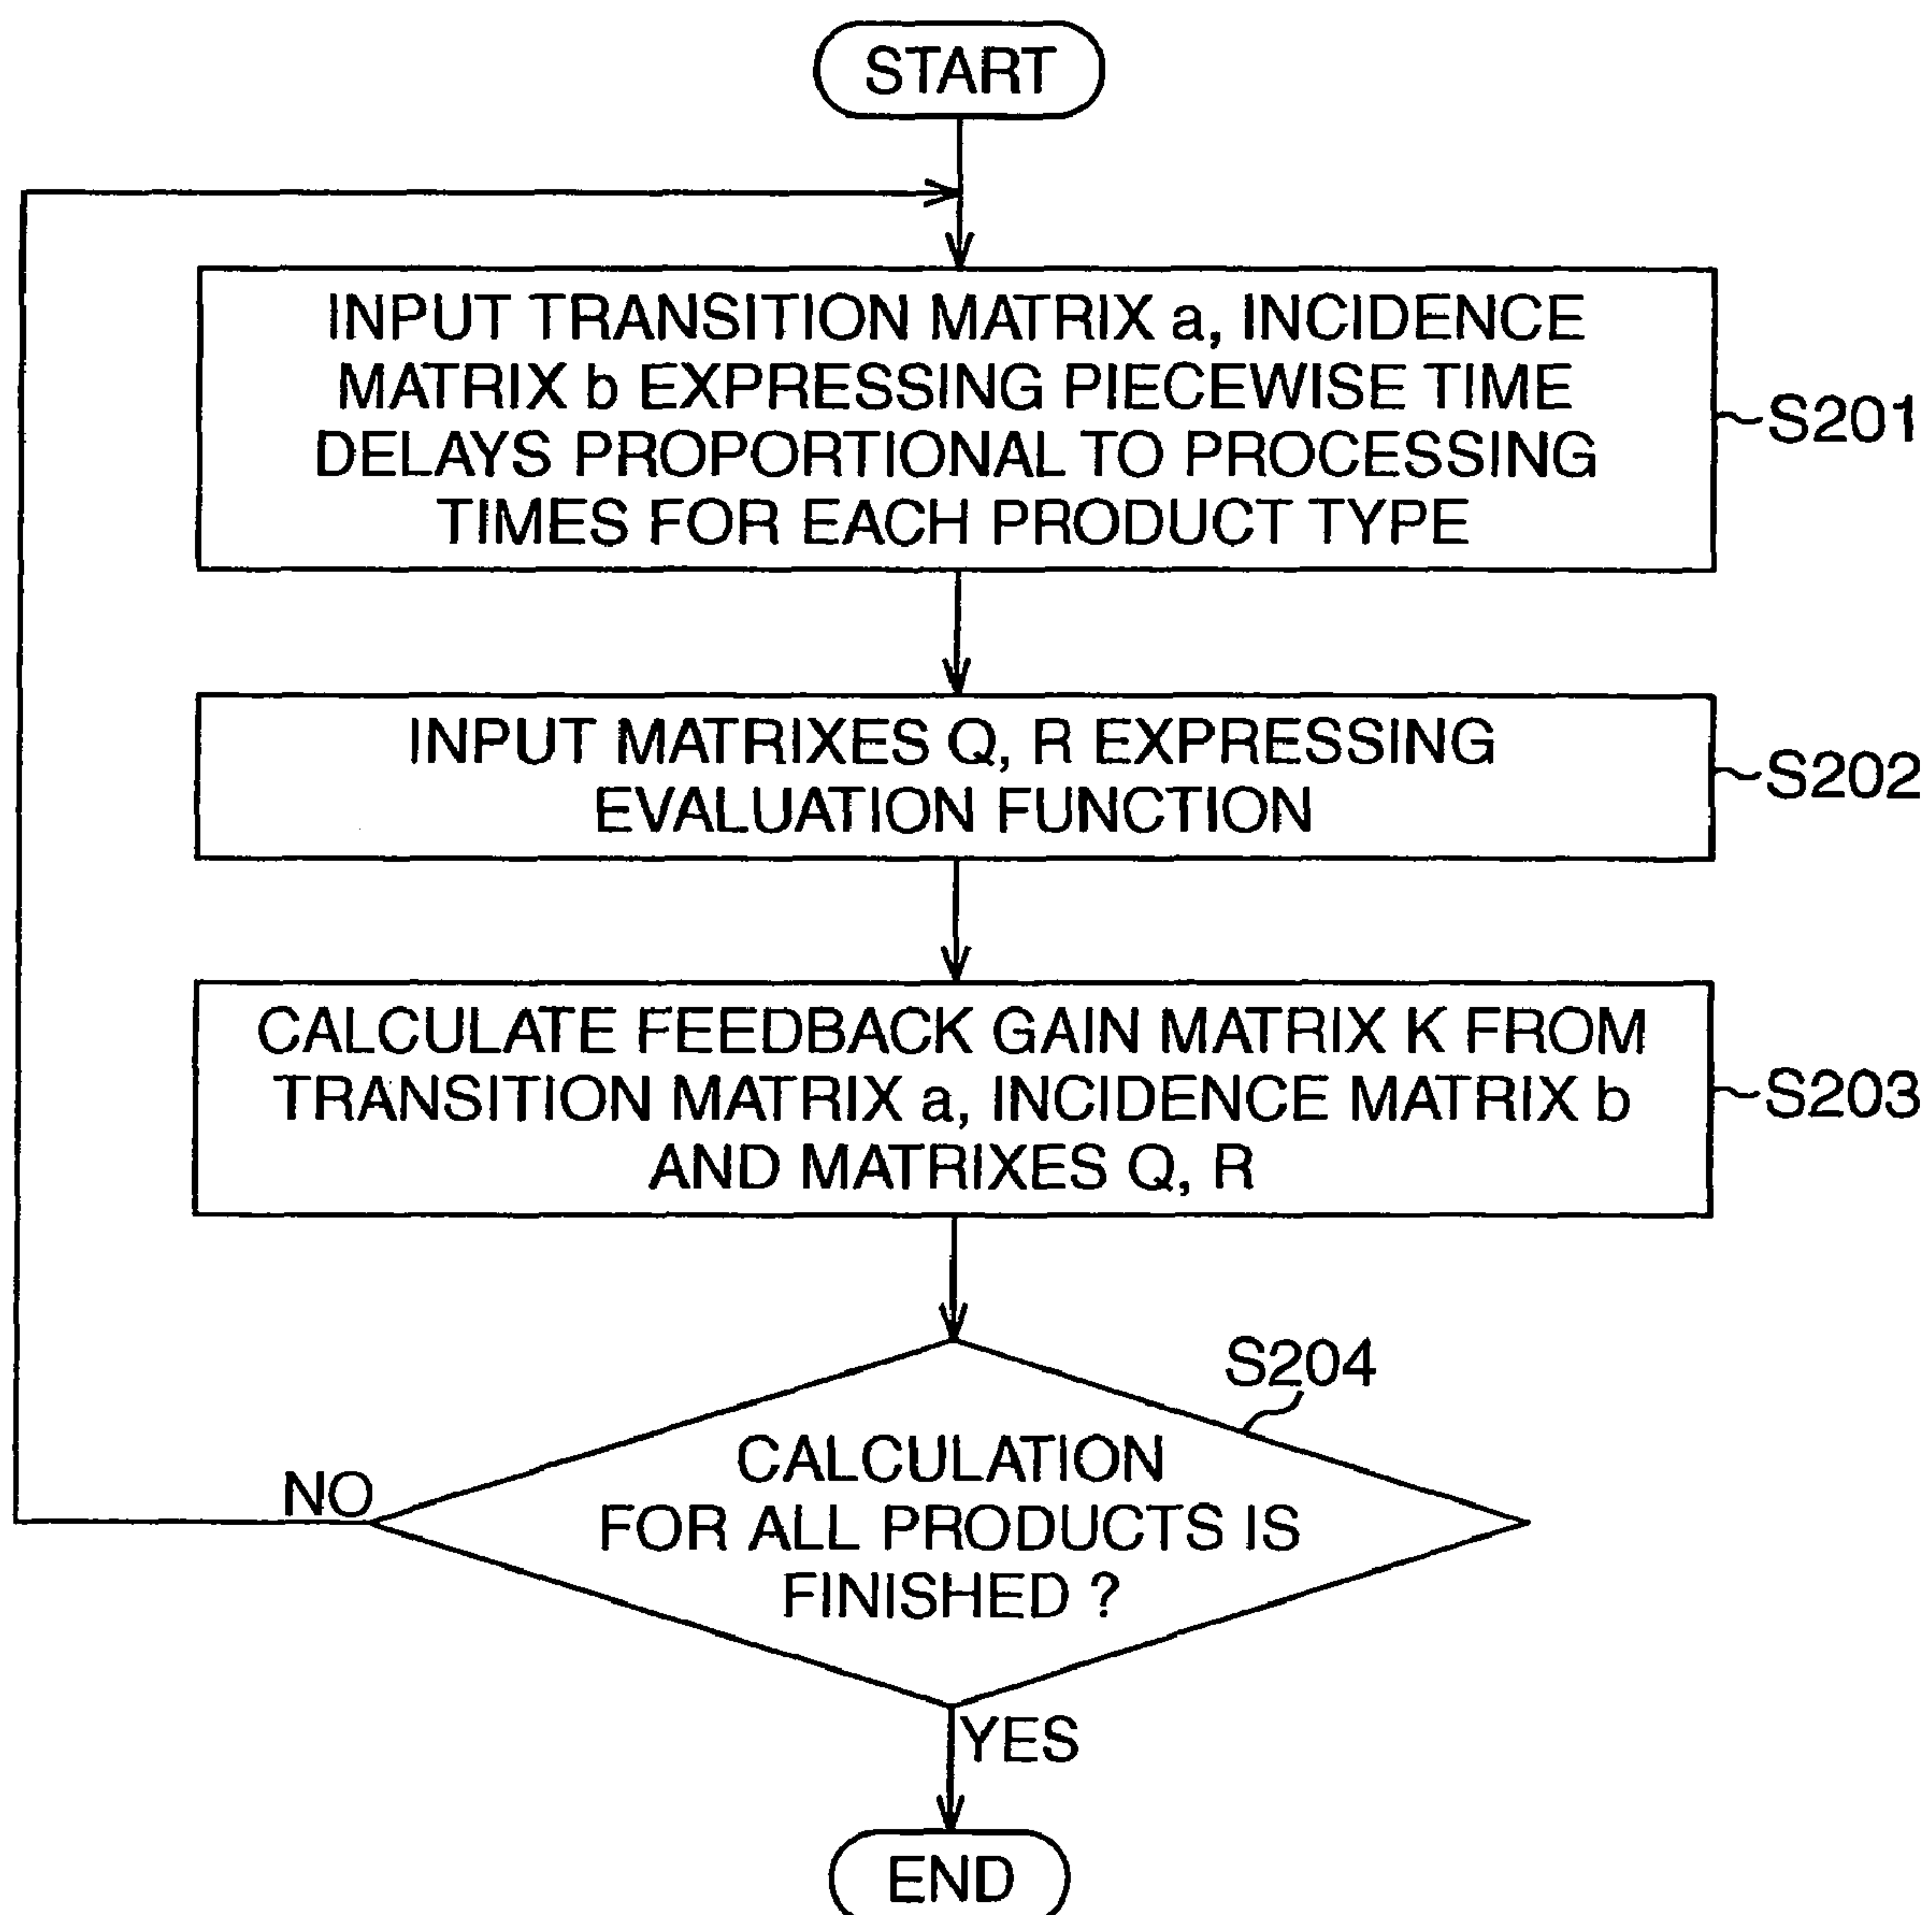 START
INPUT TRANSITION MATRIX a, INCIDENCE
MATRIX b EXPRESSING PIECEWISE TIME
DELAYS PROPORTIONAL TO PROCESSING
TIMES FOR EACH PRODUCT TYPE
S201
INPUT MATRIXES Q, R EXPRESSING
EVALUATION FUNCTION
S202
CALCULATE FEEDBACK GAIN MATRIX K FROM
TRANSITION MATRIX a, INCIDENCE MATRIX b
AND MATRIXES Q, R
S203
S204
CALCULATION
FOR ALL PRODUCTS IS
FINISHED ?
NO
YES
END